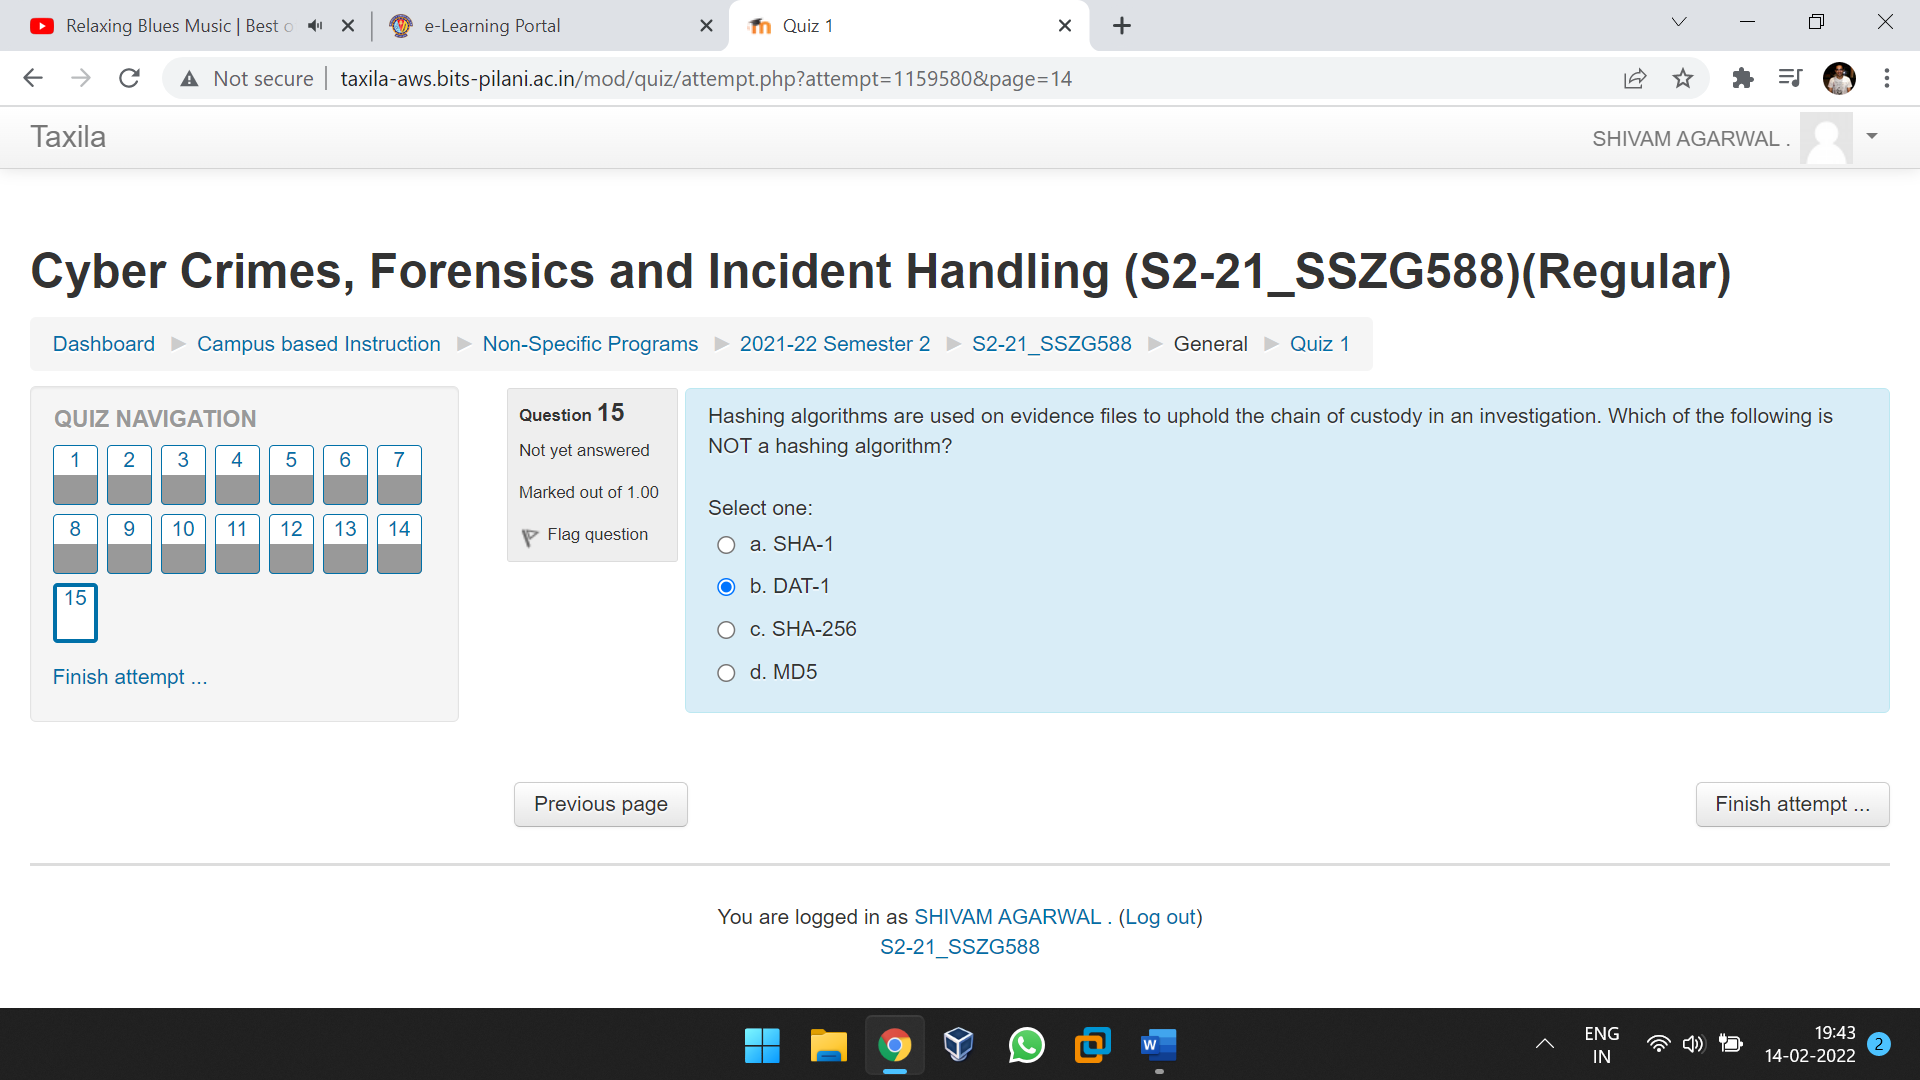 Relaxing Blues Music | Best o
e-Learning Portal
Quiz 1
Not secure
taxila-aws.bits-pilani.ac.in/mod/quiz/attempt.php?attempt=1159580&page=14
Taxila
SHIVAM AGARWAL .
Cyber Crimes, Forensics and Incident Handling (S2-21_SSZG588)(Regular)
Dashboard ► Campus based Instruction ► Non-Specific Programs ► 2021-22 Semester 2 ► S2-21_SSZG588 ► General ► Quiz 1
QUIZ NAVIGATION
1 2 3 4 5 6 7
8 9 10 11 12 13 14
15
Finish attempt ...
Question 15
Not yet answered
Marked out of 1.00
Flag question
Hashing algorithms are used on evidence files to uphold the chain of custody in an investigation. Which of the following is
NOT a hashing algorithm?
Select one:
a. SHA-1
b. DAT-1
c. SHA-256
d. MD5
Previous page
Finish attempt ...
You are logged in as SHIVAM AGARWAL . (Log out)
S2-21_SSZG588
W
ENG
IN
19:43
14-02-2022
2